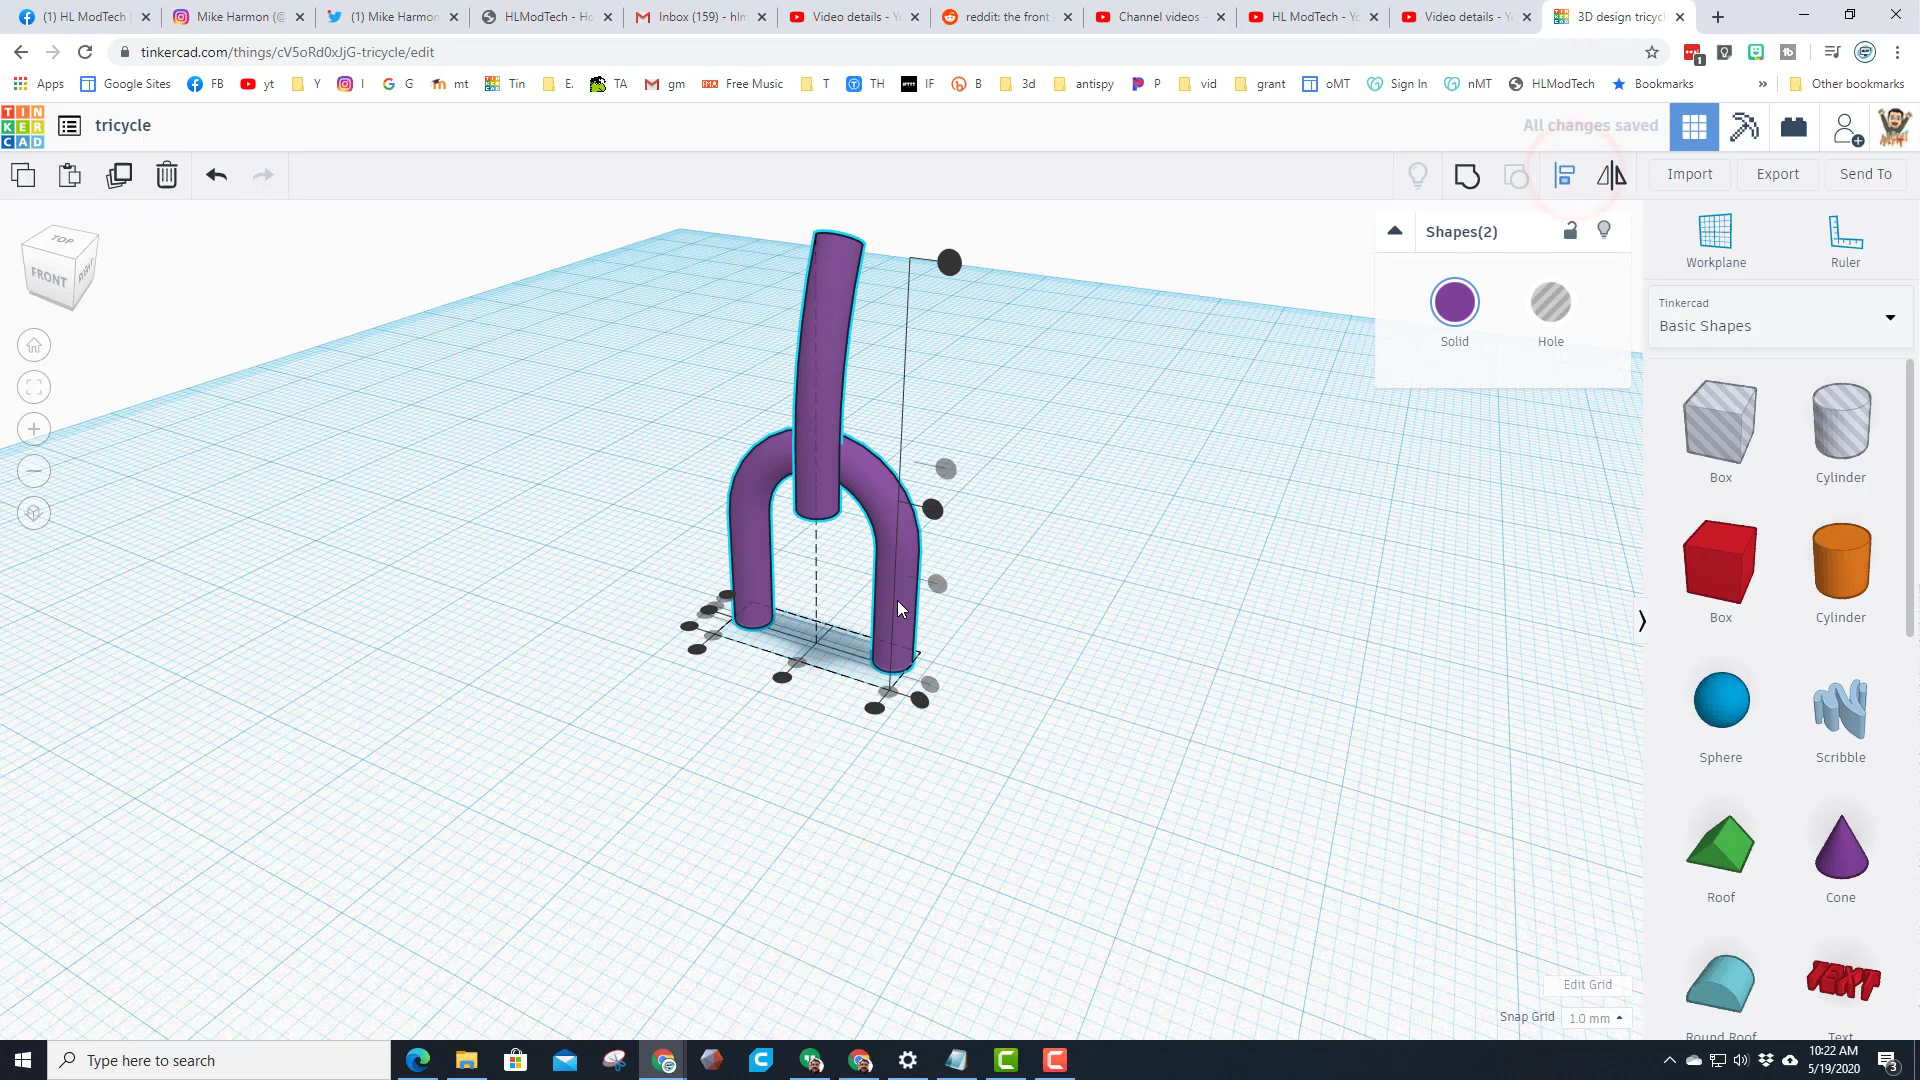 (1) HL ModTech |
Mike Harmon (@
(1) Mike Harmon
HLModTech - Ho
Inbox (159) - hlm
Video details - Yo
reddit: the front
Channel videos -
HL ModTech - Yo
Video details - Yo
3D design tricycl
tinkercad.com/things/cV5oRd0xJjG-tricycle/edit
Apps
Google Sites
FB
yt
Y
I
G
mt
Tin
E.
TA
gm
Free Music
T
TH
IF
B
3d
antispy
P
vid
grant
oMT
Sign In
nMT
HLModTech
Bookmarks
»
Other bookmarks
TIN
KER
CAD
tricycle
All changes saved
Import
Export
Send To
TOP
FRONT
RIGHT
Shapes(2)
Solid
Hole
Workplane
Ruler
Tinkercad
Basic Shapes
Box
Cylinder
Box
Cylinder
Sphere
Scribble
Roof
Cone
TEXT
Round Roof
Text
Edit Grid
Snap Grid
1.0 mm
Type here to search
10:22 AM
5/19/2020
3